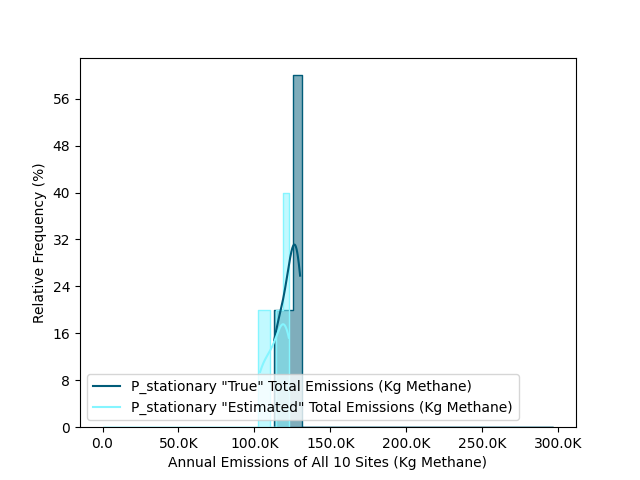 Relative Frequency (%)
56
48
40
32
24
16
8
0
P_stationary "True" Total Emissions (Kg Methane)
P_stationary "Estimated" Total Emissions (Kg Methane)
0.0 50.0K 100.0K 150.0K 200.0K 250.0K 300.0K
Annual Emissions of All 10 Sites (Kg Methane)